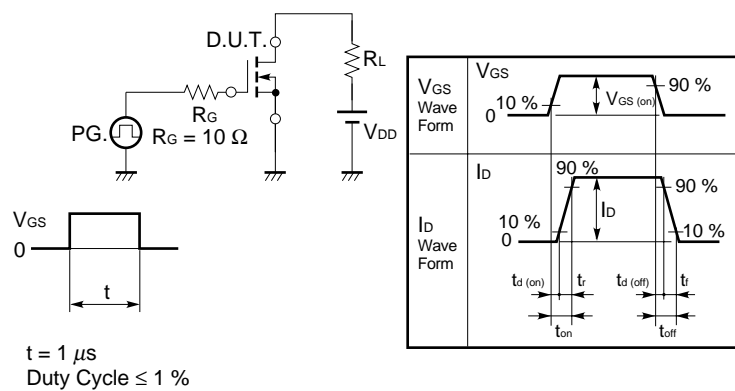 D.U.T.
RL
VDD
RG
RG = 10 Ω
PG.
VGS
0
t
t = 1 μs
Duty Cycle ≤ 1 %
VGS
Wave
Form
VGS
10 %
0
VGS (on)
90 %
ID
Wave
Form
ID
90 %
10 %
0
ID
90 %
10 %
td (on)
tr
td (off)
tf
ton
toff